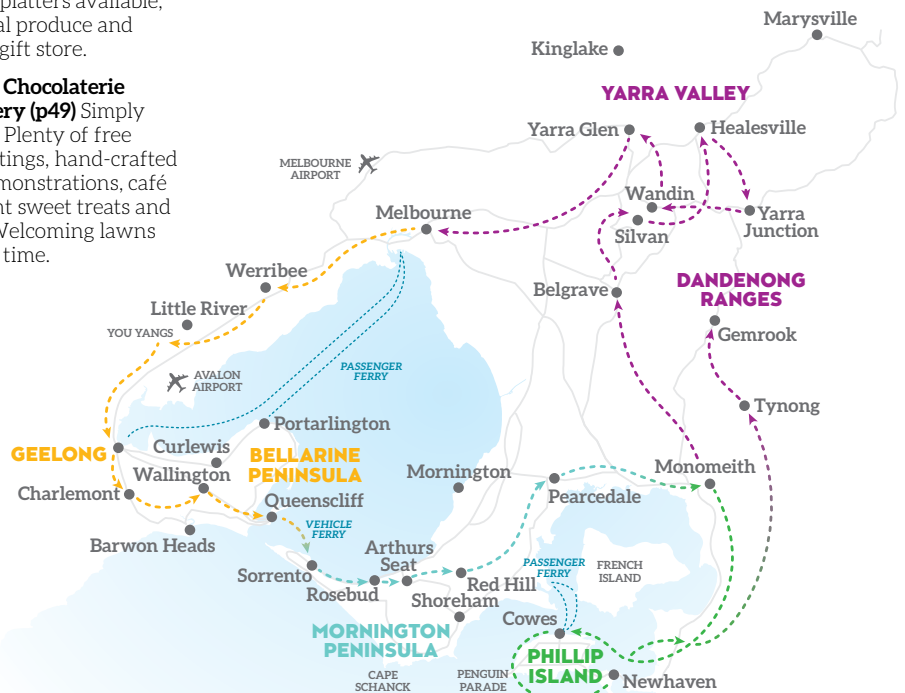 platters available,
al produce and
gift store.
Chocolaterie
ery (p49) Simply
Plenty of free
tings, hand-crafted
monstrations, café
nt sweet treats and
Welcoming lawns
time.
Marysville
Kinglake
YARRA VALLEY
Yarra Glen
Healesville
MELBOURNE
AIRPORT
Wandin
Melbourne
Silvan
Yarra
Junction
Werribee
Belgrave
DANDENONG
RANGES
Little River
YOU YANGS
Gemrook
PASSENGER
FERRY
AVALON
AIRPORT
Tynong
Portarlington
GEELONG
Curlewis
BELLARINE
PENINSULA
Wallington
Mornington
Monomeith
Charlemont
Queenscliff
Pearcedale
VEHICLE
FERRY
Barwon Heads
Arthurs
Seat
Sorrento
PASSENGER
FERRY
FRENCH
ISLAND
Rosebud
Red Hill
Shoreham
Cowes
MORNINGTON
PENINSULA
PHILLIP
ISLAND
CAPE
SCHANCK
PENGUIN
PARADE
Newhaven